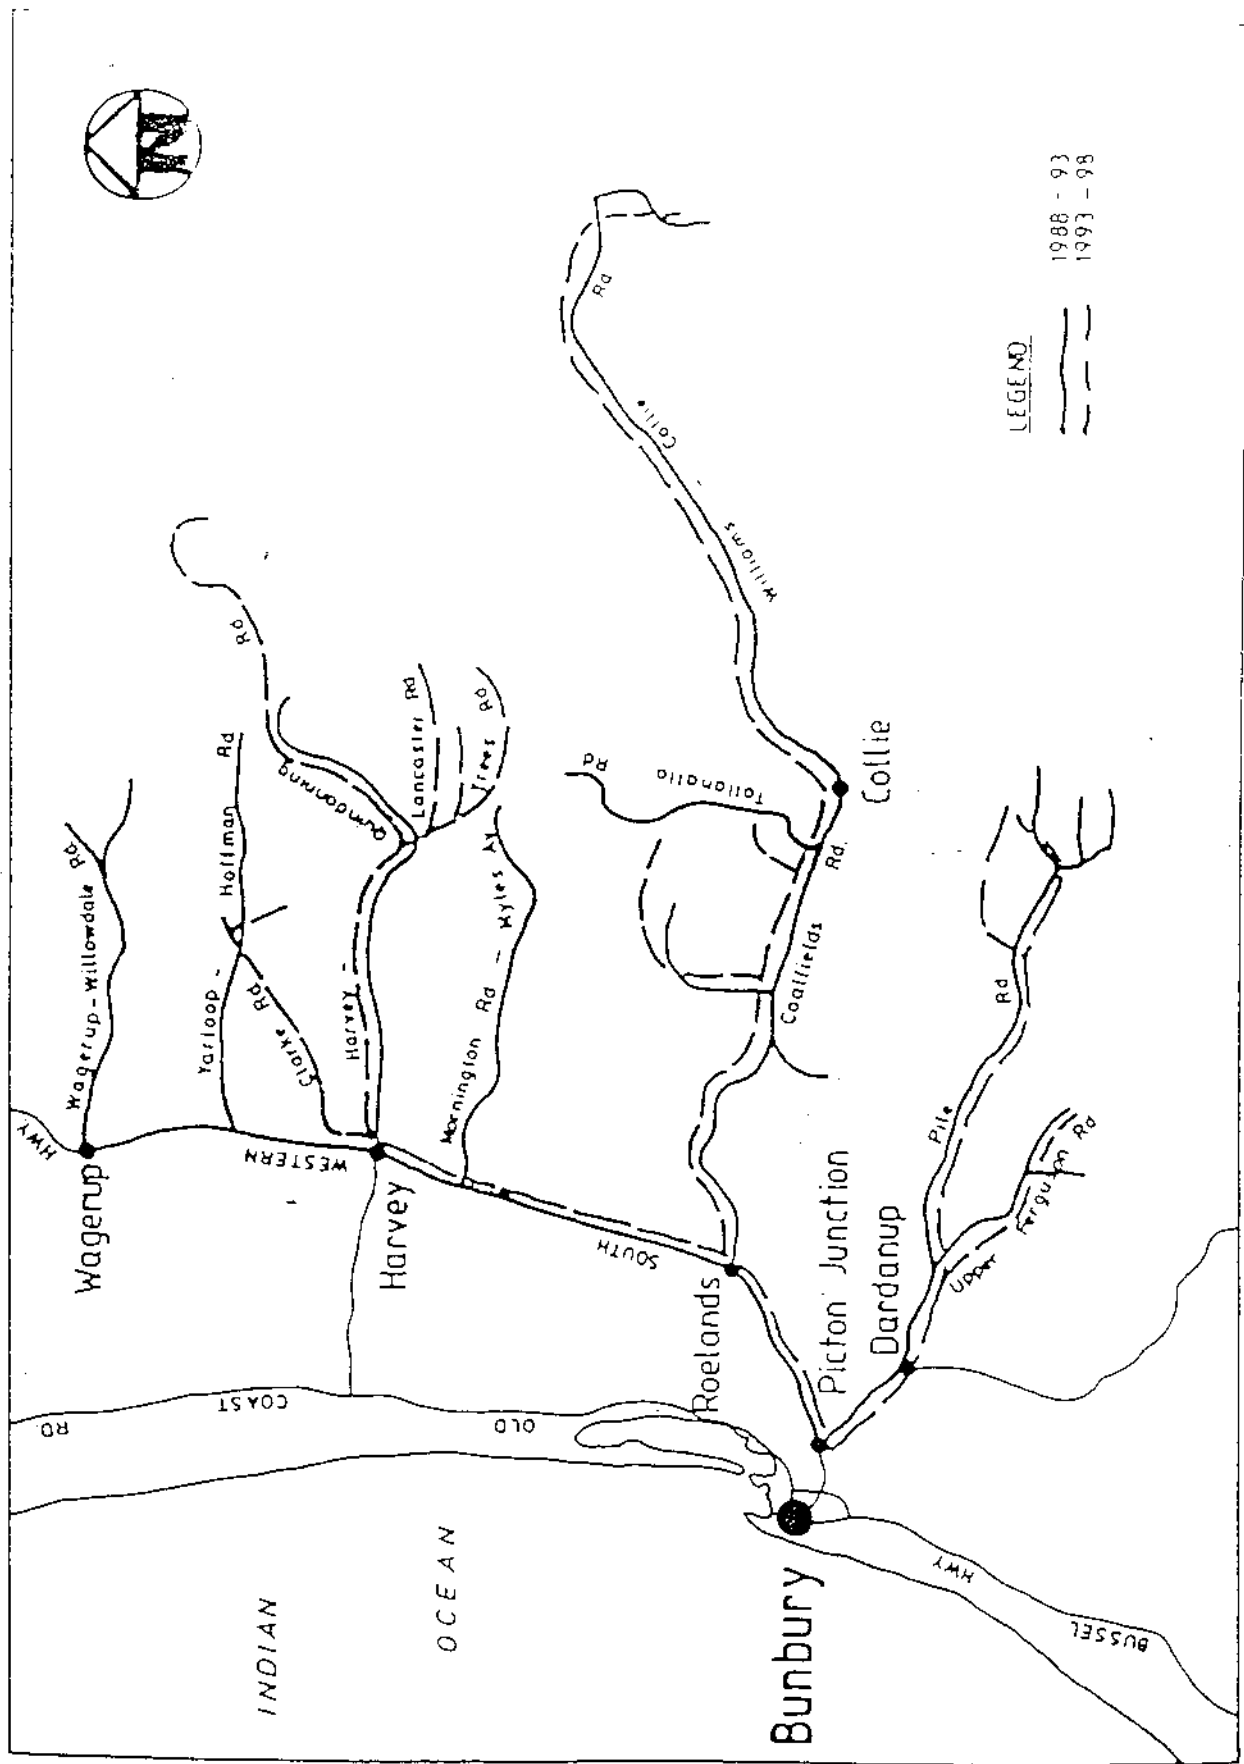 N
HWY
Wagerup
Wagerup - Willowdale Rd
Yarloop - Hoffman Rd
Clarke Rd
WESTERN
Harvey
Harvey - Quindanning Rd
Lancaster Rd
Trees Rd
Mornington Rd - Myles Av
SOUTH
Roelands
Coalfields Rd.
Tallanalla Rd
Collie
Williams Collie Rd
Picton Junction
Dardanup
Pile Rd
Upper Ferguson Rd
OLD COAST RD.
INDIAN
OCEAN
Bunbury
BUSSEL HWY
LEGEND
1988 - 93
1993 - 98